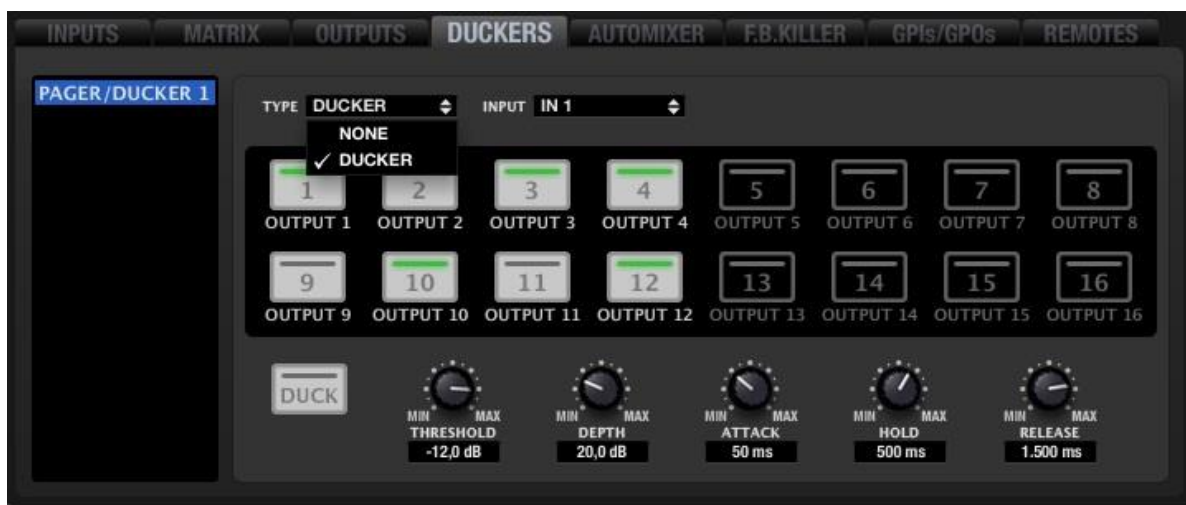 INPUTS MATRIX OUTPUTS DUCKERS AUTOMIXER F.B.KILLER GPIs/GPOs REMOTES
PAGER/DUCKER 1
TYPE DUCKER INPUT IN 1
NONE
✓ DUCKER
1 2 3 4 5 6 7 8
OUTPUT 1 OUTPUT 2 OUTPUT 3 OUTPUT 4 OUTPUT 5 OUTPUT 6 OUTPUT 7 OUTPUT 8
9 10 11 12 13 14 15 16
OUTPUT 9 OUTPUT 10 OUTPUT 11 OUTPUT 12 OUTPUT 13 OUTPUT 14 OUTPUT 15 OUTPUT 16
DUCK
MIN MAX MIN MAX MIN MAX MIN MAX MIN MAX
THRESHOLD DEPTH ATTACK HOLD RELEASE
-12,0 dB 20,0 dB 50 ms 500 ms 1.500 ms